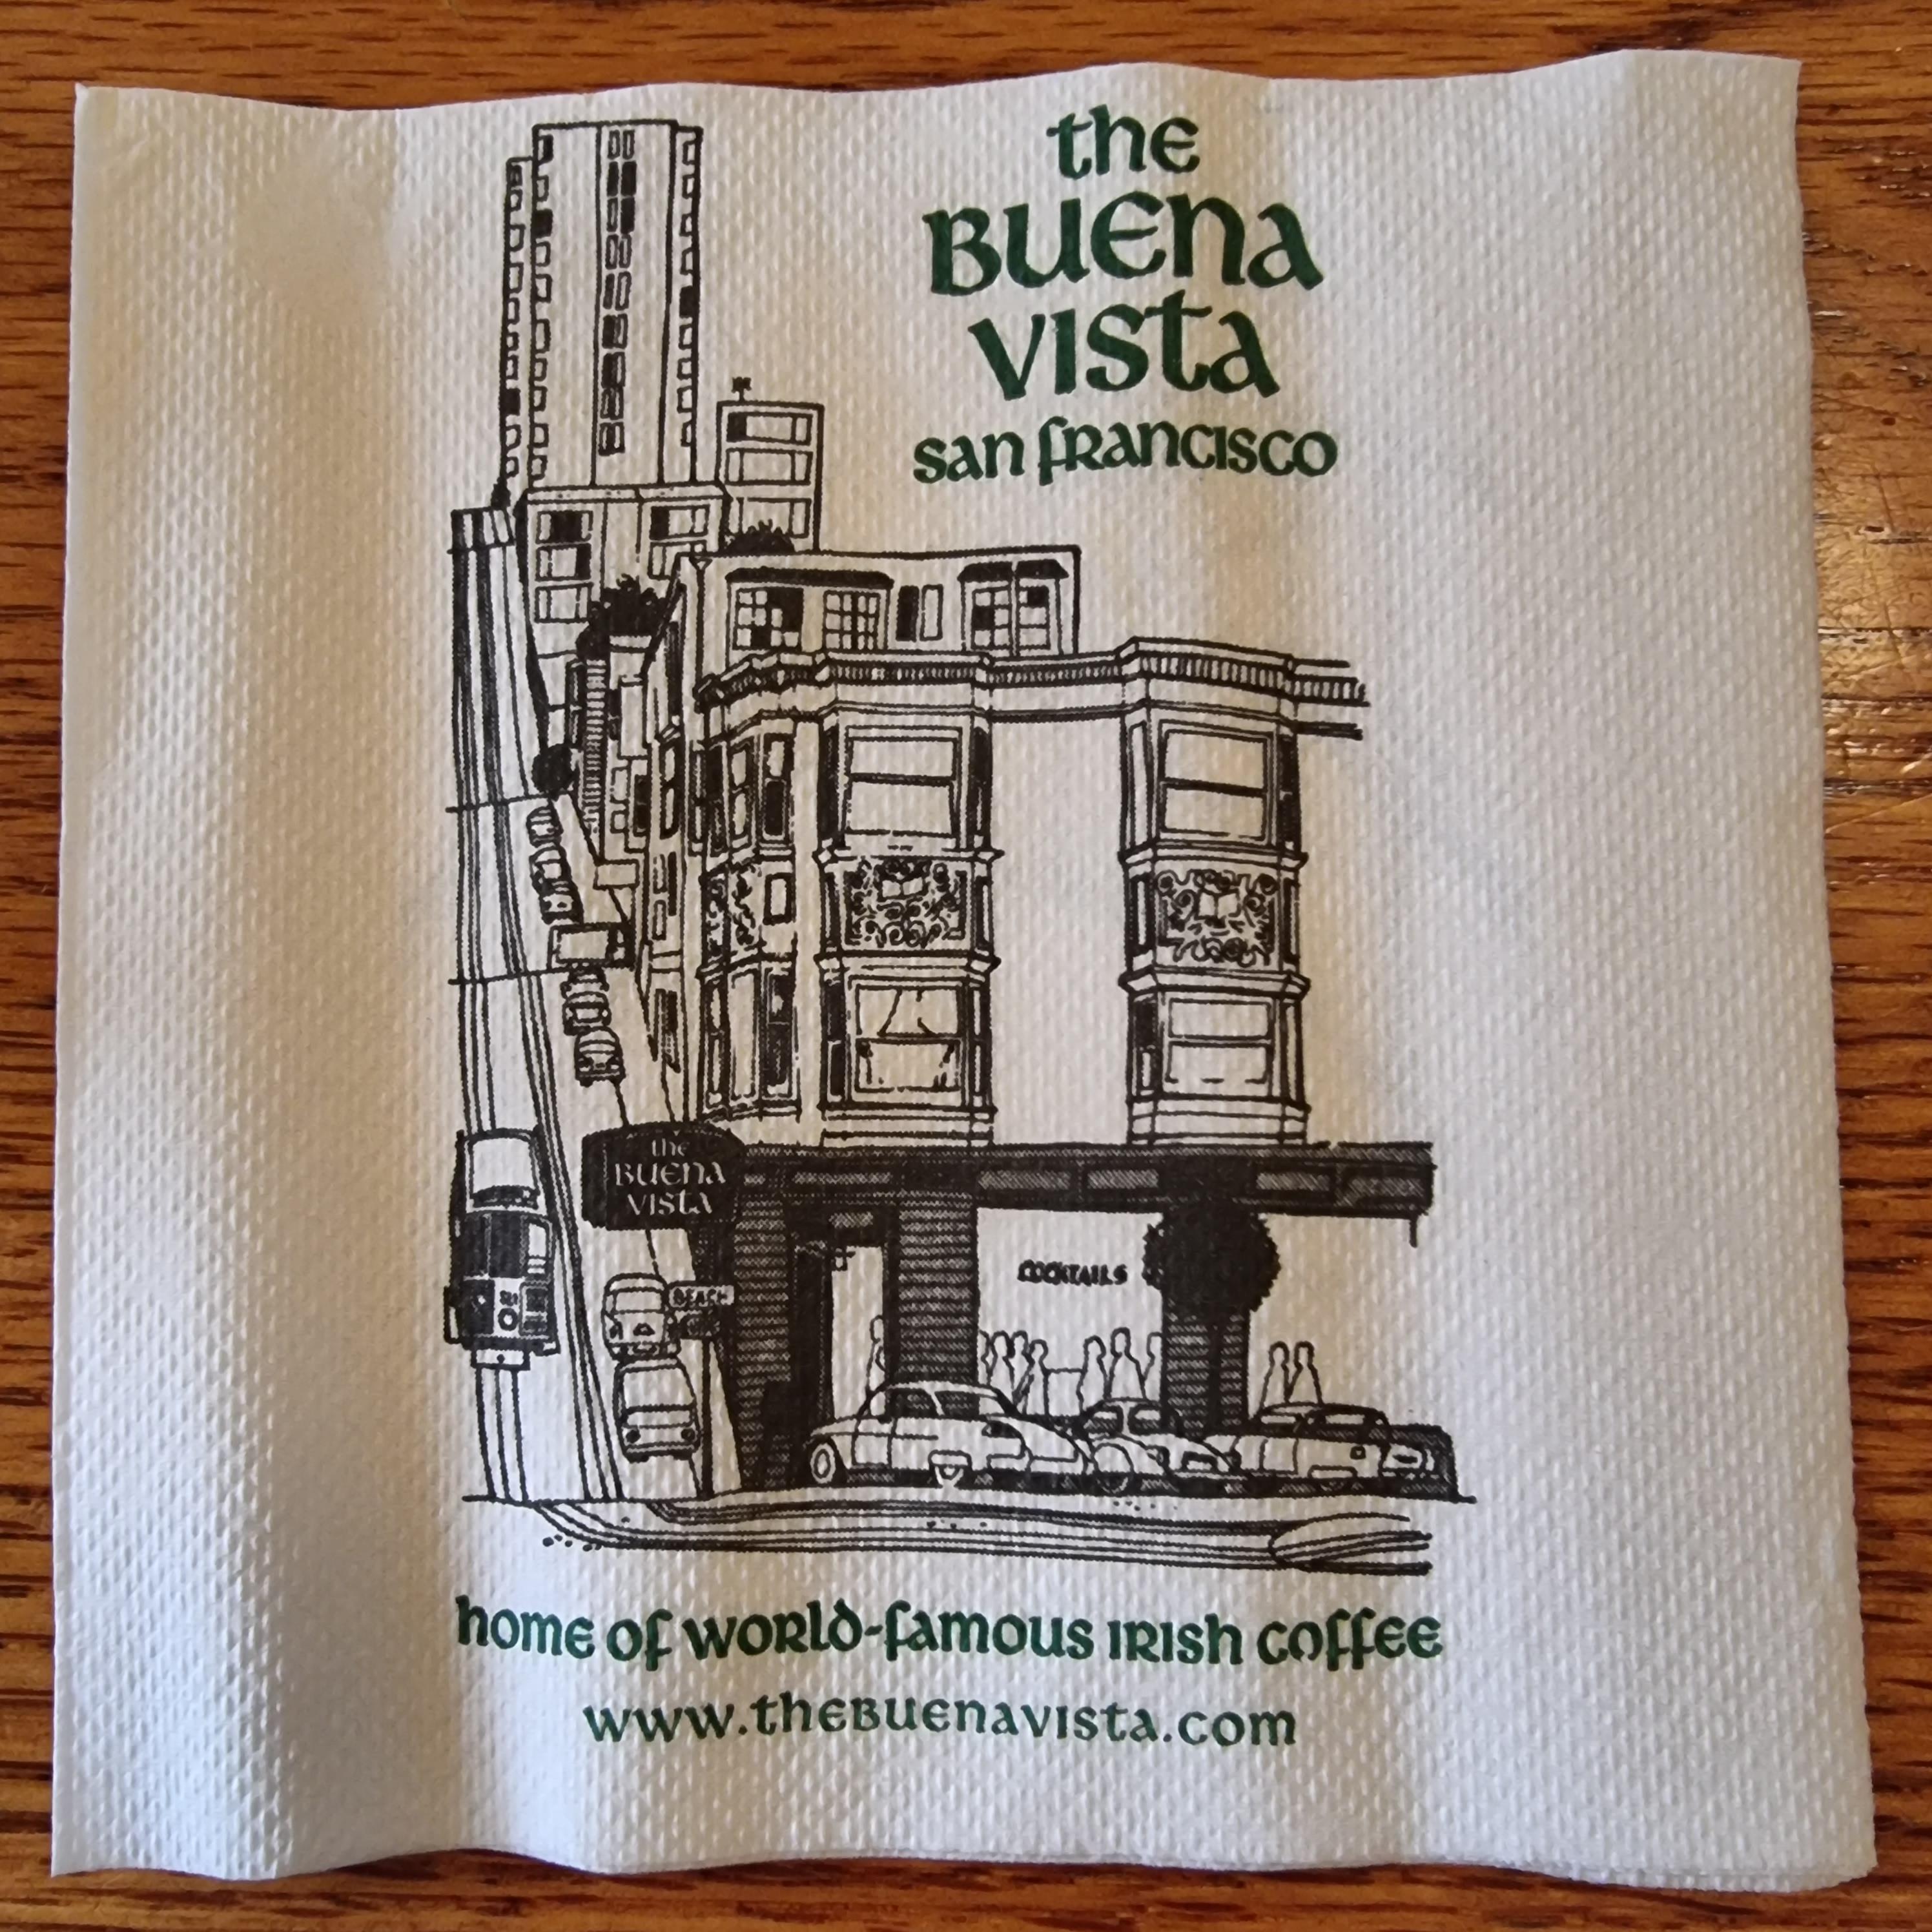 the
BUENA
VISTA
SAN FRANCISCO
the
BUENA
VISTA
COCKTAILS
BEACH
home of WORLD-famous IRISH coffee
www.theBuenavista.com